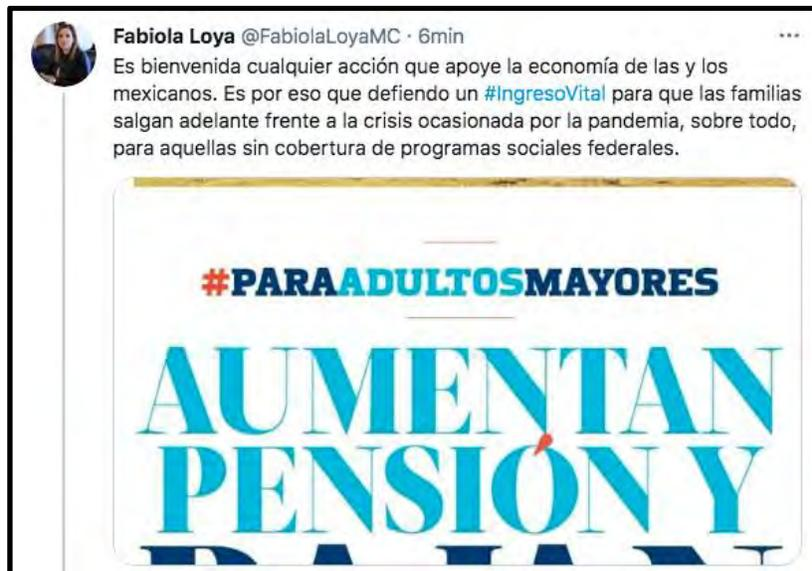 Fabiola Loya @FabiolaLoyaMC · 6min
Es bienvenida cualquier acción que apoye la economía de las y los
mexicanos. Es por eso que defiendo un #IngresoVital para que las familias
salgan adelante frente a la crisis ocasionada por la pandemia, sobre todo,
para aquellas sin cobertura de programas sociales federales.
#PARAADULTOSMAYORES
AUMENTAN
PENSIÓN Y